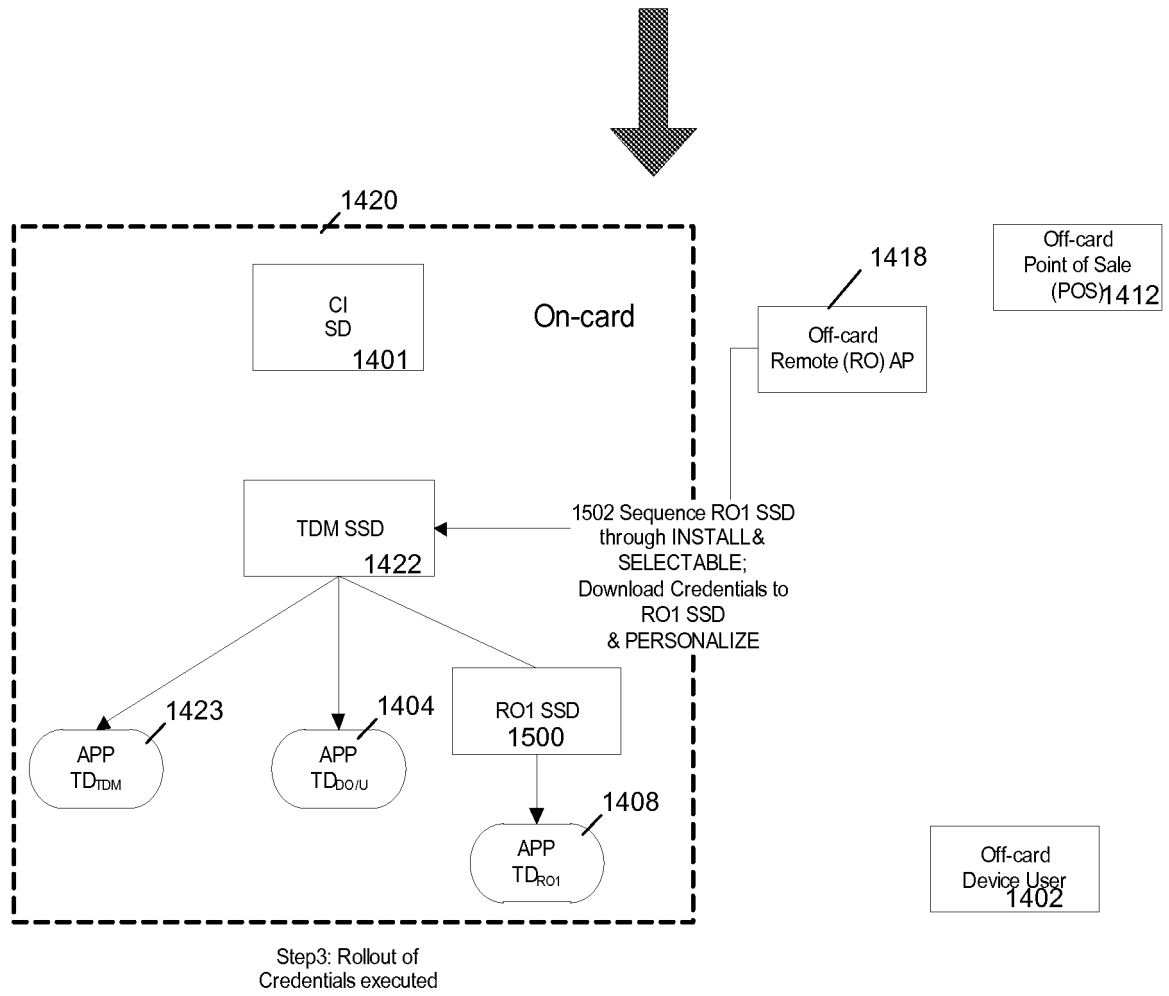 1420
CI
SD
1401
On-card
1418
Off-card
Remote (RO) AP
Off-card
Point of Sale
(POS)1412
TDM SSD
1422
1502 Sequence RO1 SSD
through INSTALL&
SELECTABLE;
Download Credentials to
RO1 SSD
& PERSONALIZE
1423
APP
TDTDM
1404
APP
TDDO/U
RO1 SSD
1500
1408
APP
TDRO1
Off-card
Device User
1402
Step3: Rollout of
Credentials executed